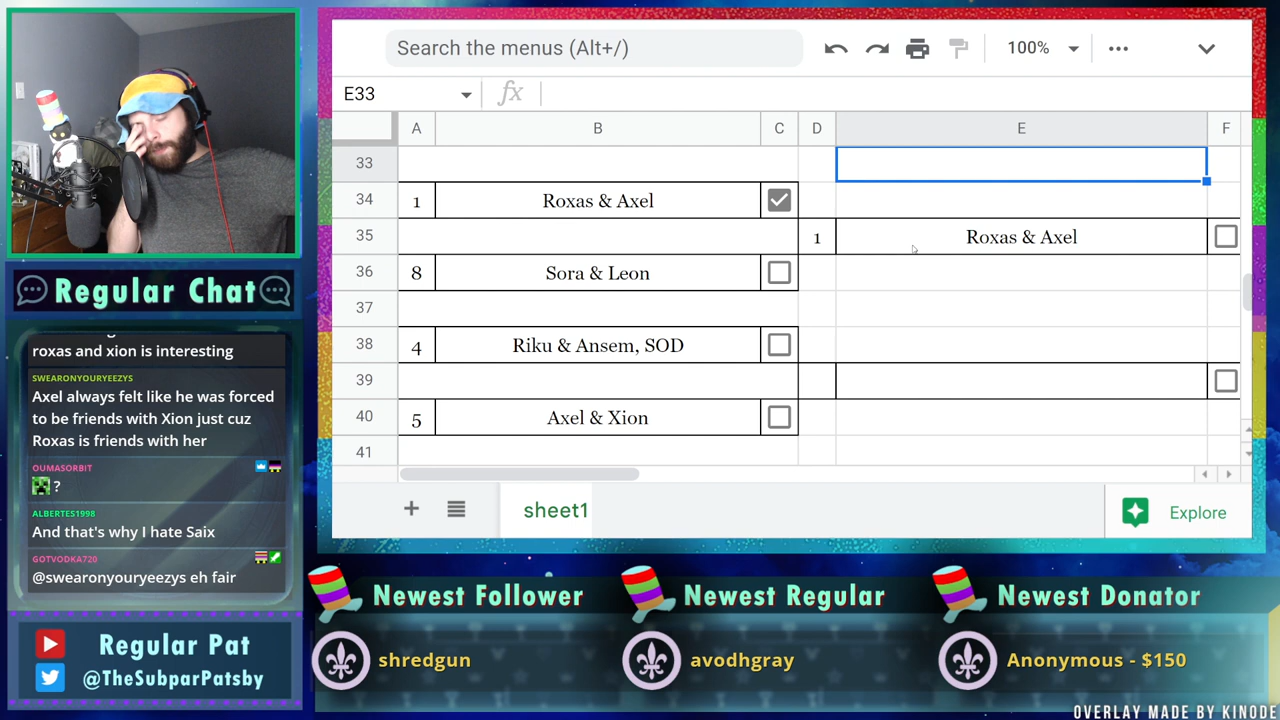 Search the menus (Alt+/)
100%
E33
fx
A B C D E F
33
34 1 Roxas & Axel
35 1 Roxas & Axel
36 8 Sora & Leon
37
38 4 Riku & Ansem, SOD
39
40 5 Axel & Xion
41
sheet1
Explore
Regular Chat
roxas and xion is interesting
SWEARONYOURYEEZYS
Axel always felt like he was forced
to be friends with Xion just cuz
Roxas is friends with her
OUMASORBIT
?
ALBERTES1998
And that's why I hate Saix
GOTVODKA720
@swearonyouryeezys eh fair
Regular Pat
@TheSubparPatsby
Newest Follower
shredgun
Newest Regular
avodhgray
Newest Donator
Anonymous - $150
OVERLAY MADE BY KINODE